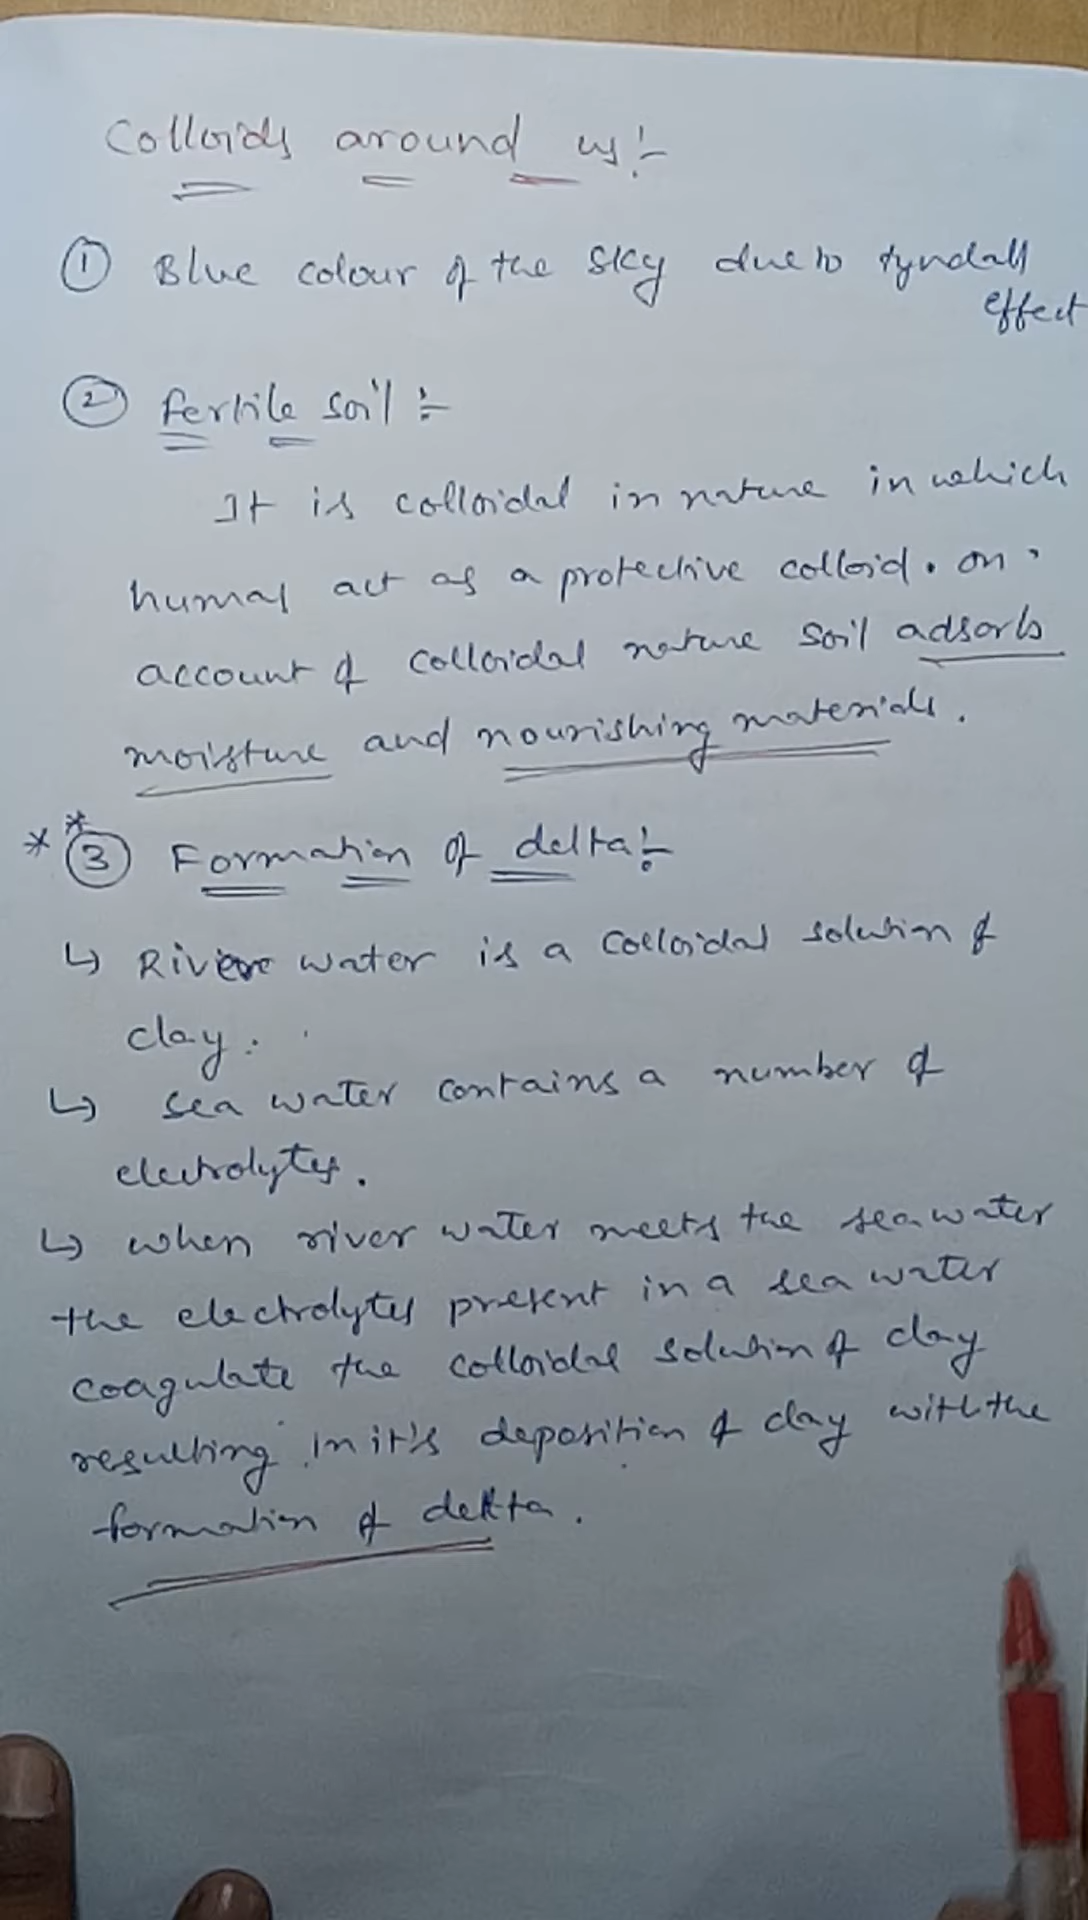 Colloids around us:-
① Blue colour of the sky due to tyndall
effect
② fertile soil :-
It is colloidal in nature in which
humas act as a protective colloid. on
account of colloidal nature soil adsorb
moisture and nourishing materials.
** ③ Formation of delta:-
↳ River water is a colloidal solution of
clay.
↳ sea water contains a number of
electrolytes.
↳ when river water meets the sea water
the electrolytes present in a sea water
coagulate the colloidal solution of clay
resulting in it's deposition of clay with the
formation of delta.